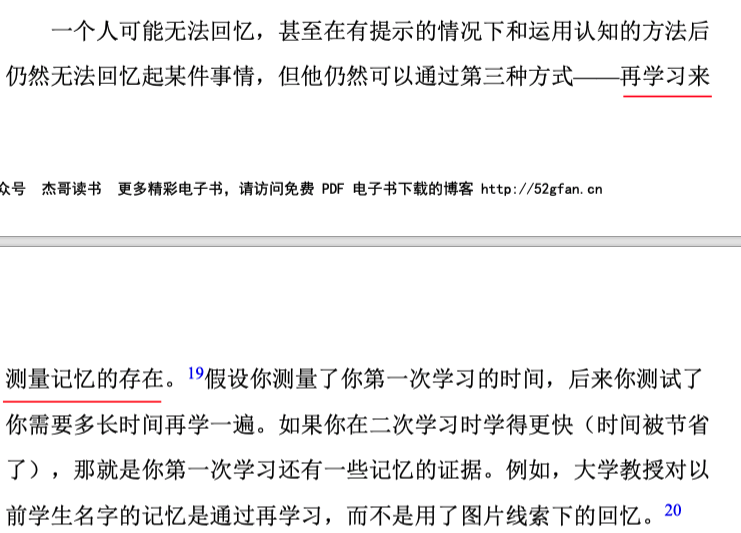 一个人可能无法回忆，甚至在有提示的情况下和运用认知的方法后
仍然无法回忆起某件事情，但他仍然可以通过第三种方式——再学习来
众号 杰哥读书 更多精彩电子书，请访问免费 PDF 电子书下载的博客 http://52gfan.cn
测量记忆的存在。19假设你测量了你第一次学习的时间，后来你测试了
你需要多长时间再学一遍。如果你在二次学习时学得更快（时间被节省
了），那就是你第一次学习还有一些记忆的证据。例如，大学教授对以
前学生名字的记忆是通过再学习，而不是用了图片线索下的回忆。20